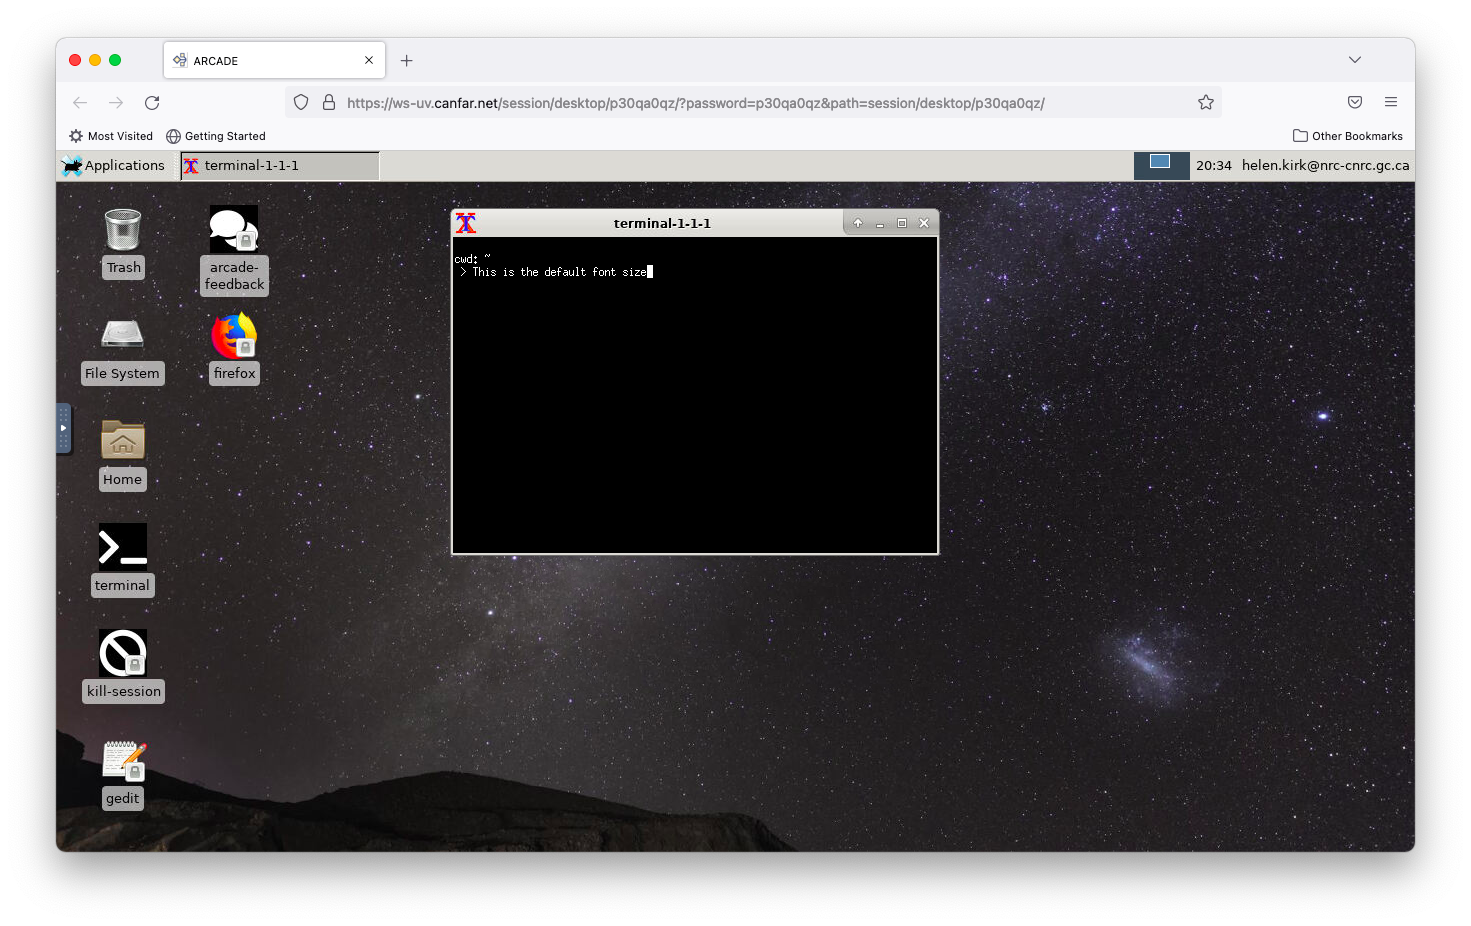 ARCADE
https://ws-uv.canfar.net/session/desktop/p30qa0qz/?password=p30qa0qz&path=session/desktop/p30qa0qz/
Most Visited
Getting Started
Other Bookmarks
Applications
terminal-1-1-1
20:34
helen.kirk@nrc-cnrc.gc.ca
Trash
arcade-
feedback
File System
firefox
Home
terminal
kill-session
gedit
terminal-1-1-1
cwd: ~
> This is the default font size